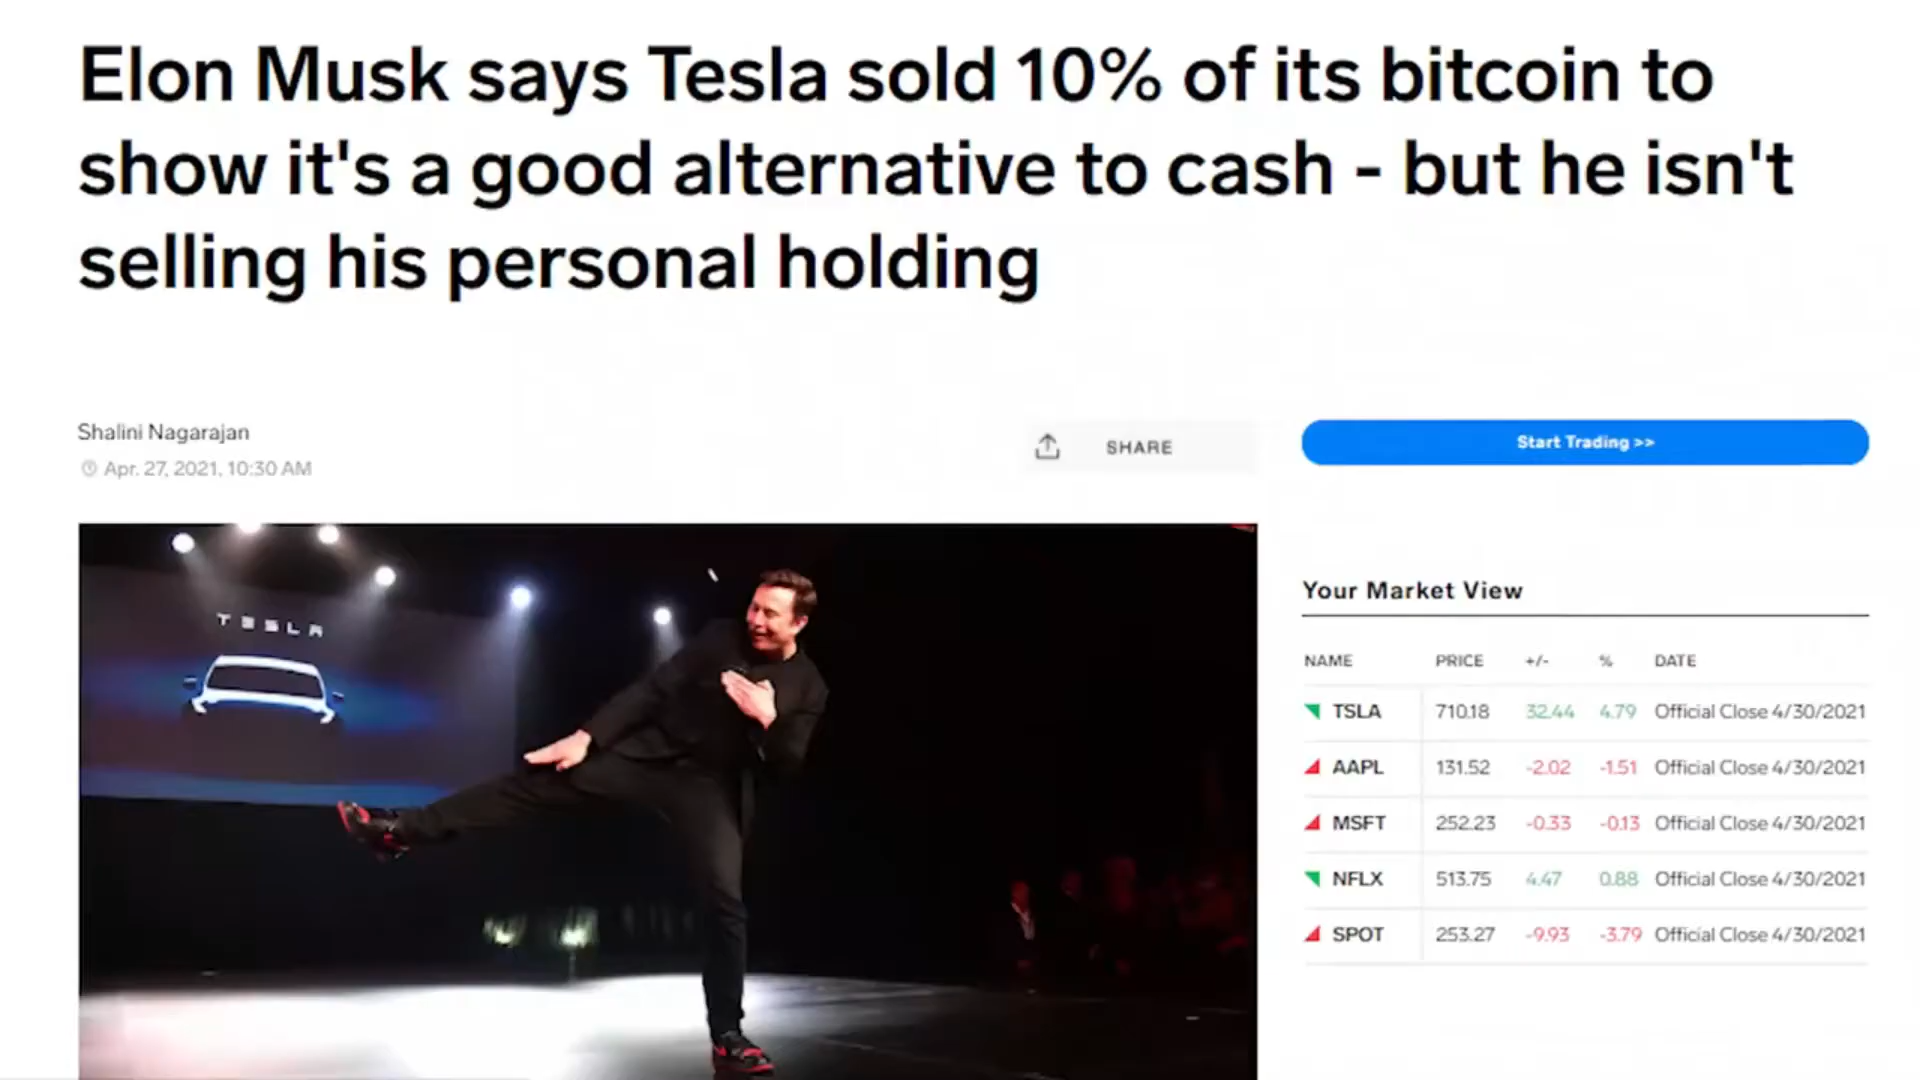 Elon Musk says Tesla sold 10% of its bitcoin to
show it's a good alternative to cash - but he isn't
selling his personal holding
Shalini Nagarajan
Apr. 27, 2021, 10:30 AM
SHARE
Start Trading >>
TESLA
Your Market View
NAME PRICE +/- % DATE
TSLA 710.18 32.44 4.79 Official Close 4/30/2021
AAPL 131.52 -2.02 -1.51 Official Close 4/30/2021
MSFT 252.23 -0.33 -0.13 Official Close 4/30/2021
NFLX 513.75 4.47 0.88 Official Close 4/30/2021
SPOT 253.27 -9.93 -3.79 Official Close 4/30/2021